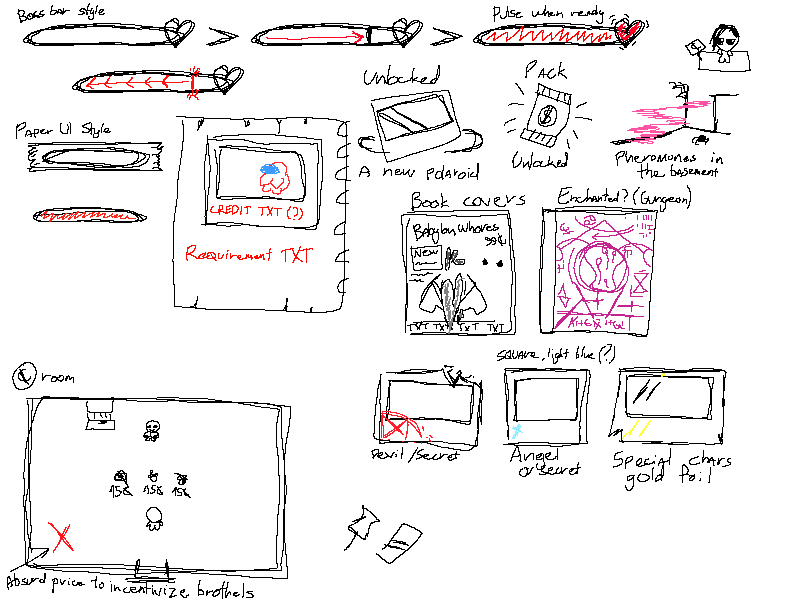 Boss bar style
Pulse when ready
Unlocked
A new polaroid
PACK
$
Unlocked
Pheromones in
the basement
Paper UI Style
CREDIT TXT (?)
Requirement TXT
Book covers
Babylon Whores
99¢
New
TXT TXT TXT TXT
Enchanted? (Gungeon)
room
15¢ 15¢ 15¢
Absurd price to incentivize brothels
Devil/Secret
SQUARE, light blue (?)
Angel
or secret
Special chars
gold foil